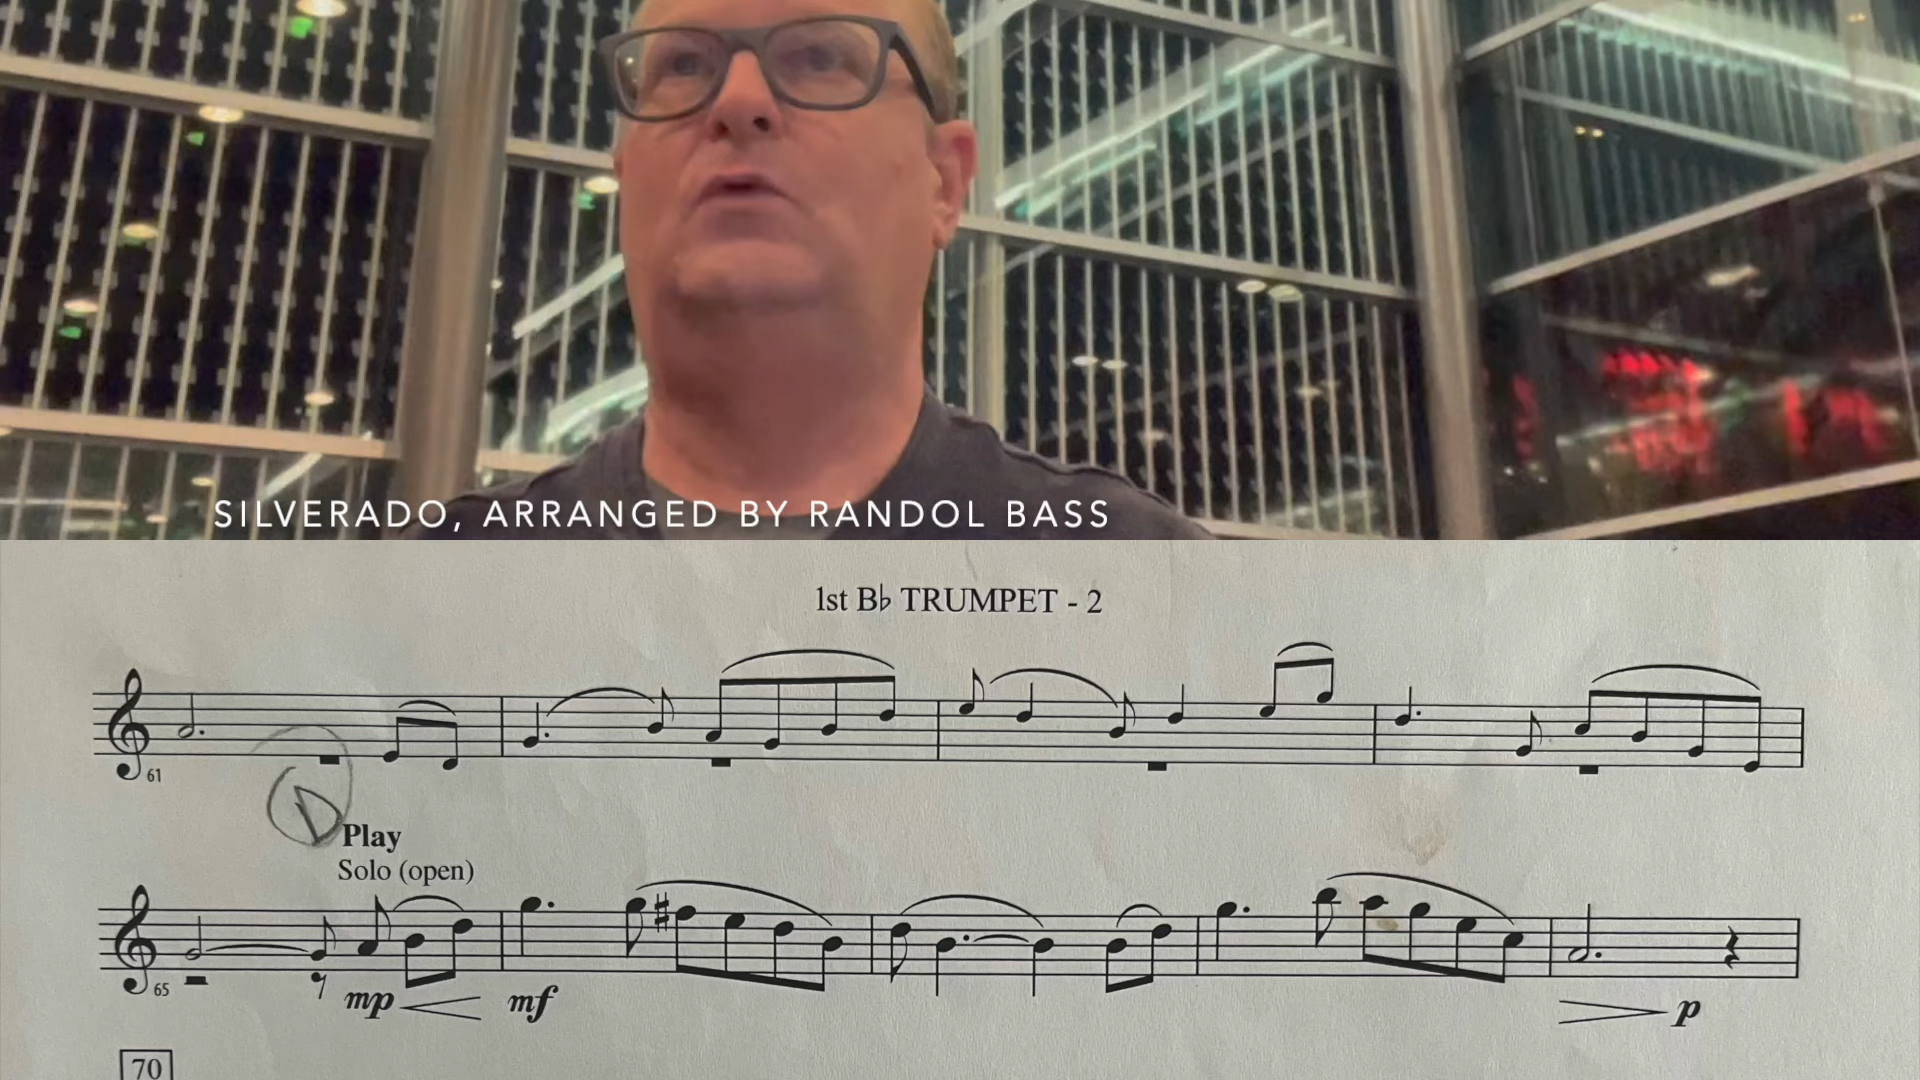 SILVERADO, ARRANGED BY RANDOL BASS
1st B♭ TRUMPET - 2
61
D
Play
Solo (open)
65
mp
mf
p
70